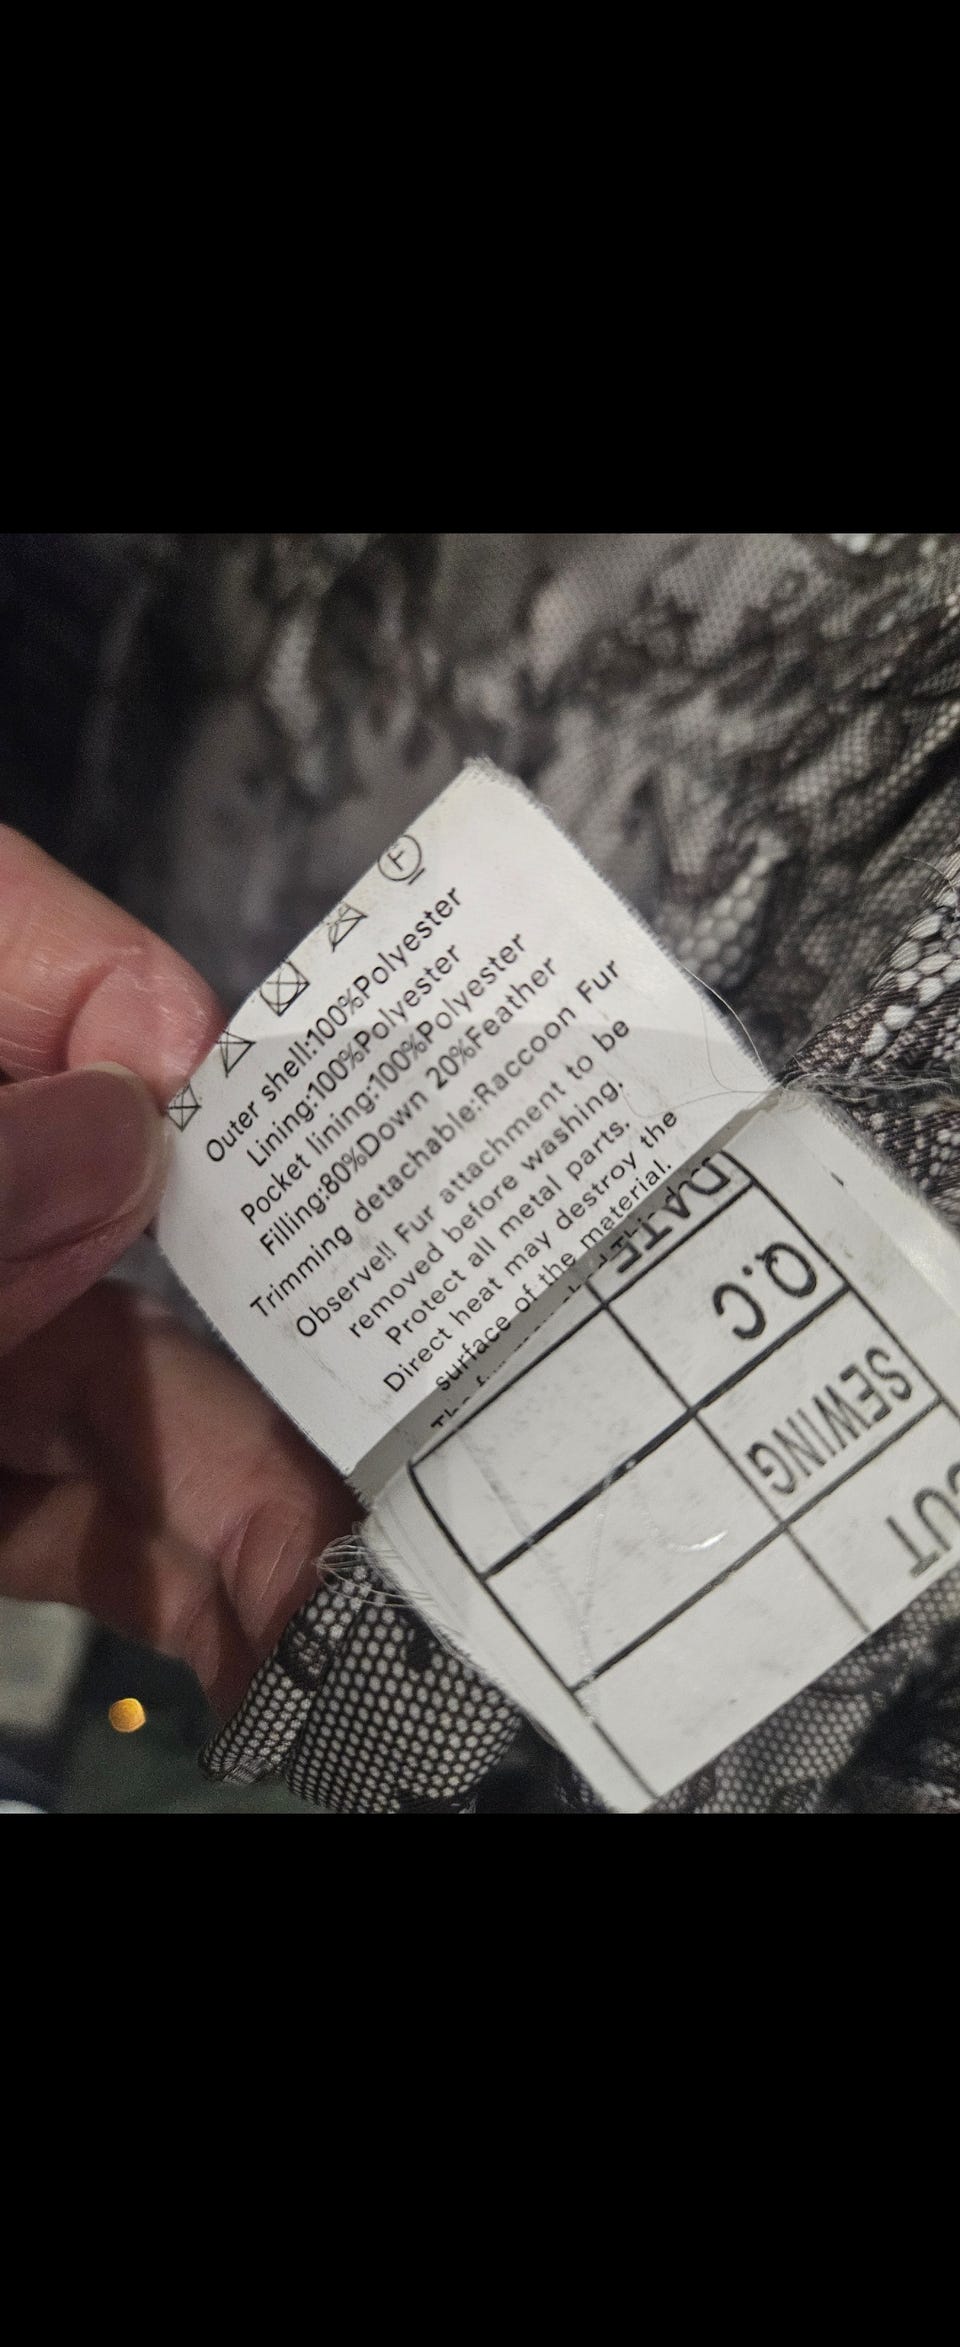 F
Outer shell:100%Polyester
Lining:100%Polyester
Pocket lining:100%Polyester
Filling:80%Down 20%Feather
Trimming detachable:Raccoon Fur
Observe!! Fur attachment to be
removed before washing.
Protect all metal parts.
Direct heat may destroy the
surface of the material.
DATE
Q.C
SEWING